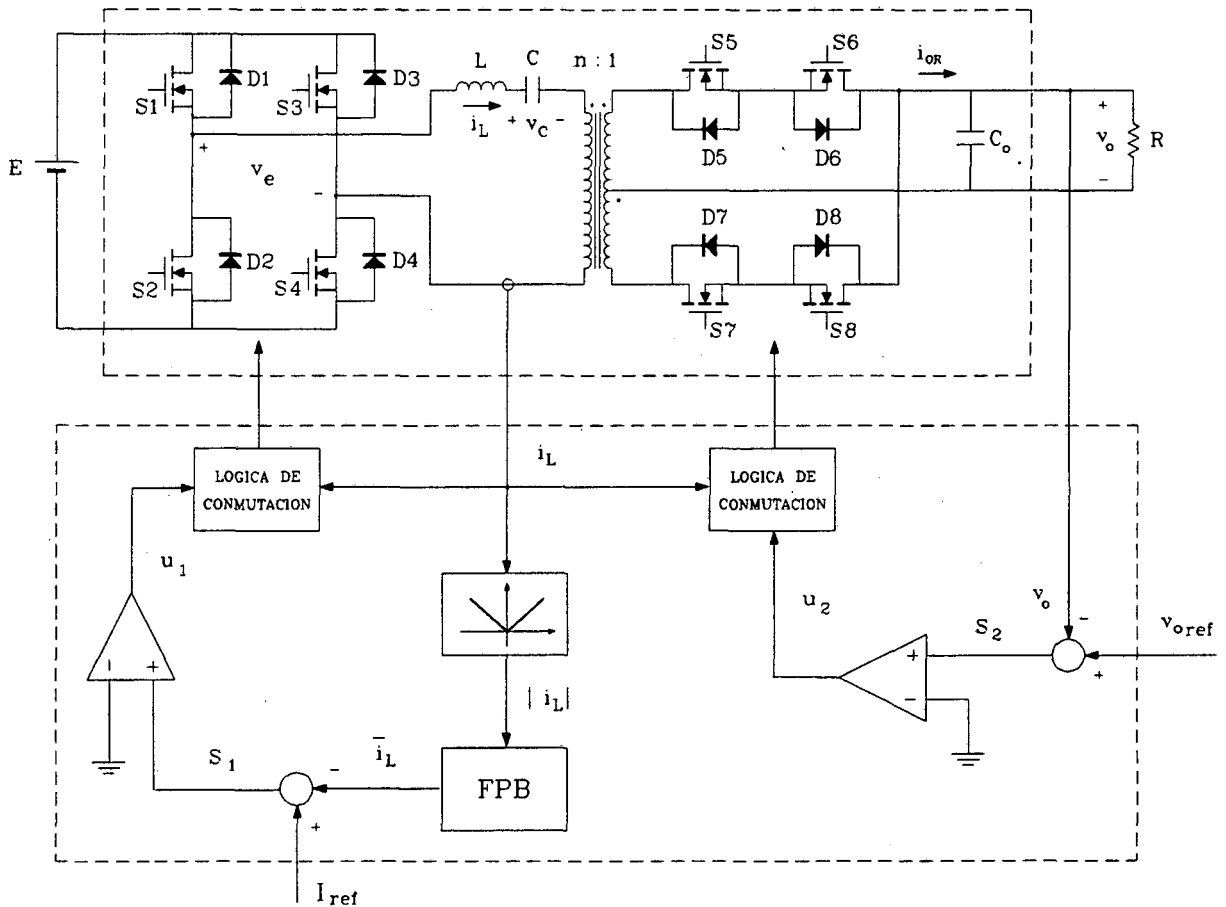 S5
S6
L
C
n : 1
i_OR
D1
D3
S1
S3
i_L
+ v_C -
+
D5
D6
C_o
+
v_o
R
-
E
v_e
-
D7
D8
D2
D4
S2
S4
S7
S8
LOGICA DE
CONMUTACION
i_L
LOGICA DE
CONMUTACION
u_1
u_2
v_o
-
v_oref
S_2
+
-
+
- +
|i_L|
S_1
-
i̅_L
FPB
+
I_ref